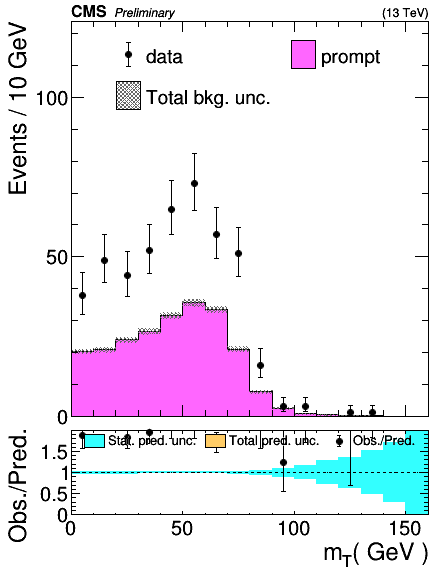 CMS Preliminary (13 TeV)
data
prompt
Total bkg. unc.
Events / 10 GeV
100
50
0
Stat. pred. unc. Total pred. unc. Obs./Pred.
Obs./Pred.
1.5
1
0.5
0
0 50 100 150
m_T( GeV )